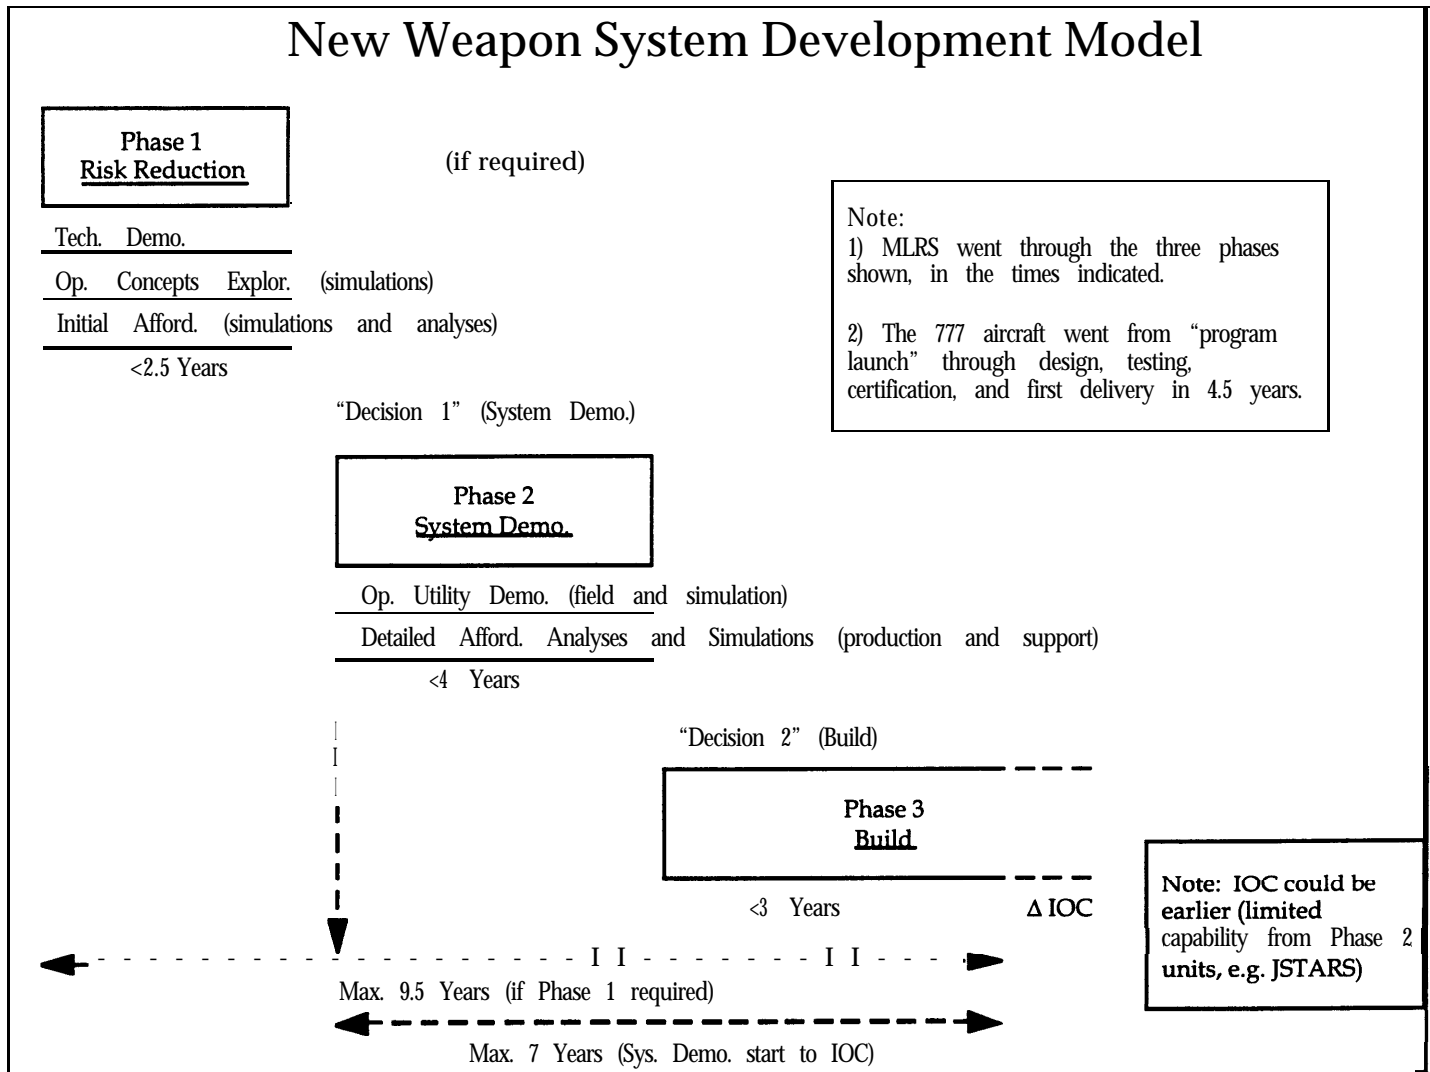 New Weapon System Development Model
Phase 1
Risk Reduction
(if required)
Tech. Demo.
Op. Concepts Explor. (simulations)
Initial Afford. (simulations and analyses)
<2.5 Years
Note:
1) MLRS went through the three phases
shown, in the times indicated.
2) The 777 aircraft went from “program
launch” through design, testing,
certification, and first delivery in 4.5 years.
“Decision 1” (System Demo.)
Phase 2
System Demo.
Op. Utility Demo. (field and simulation)
Detailed Afford. Analyses and Simulations (production and support)
<4 Years
“Decision 2” (Build)
Phase 3
Build
<3 Years
Δ IOC
Note: IOC could be
earlier (limited
capability from Phase 2
units, e.g. JSTARS)
Max. 9.5 Years (if Phase 1 required)
Max. 7 Years (Sys. Demo. start to IOC)